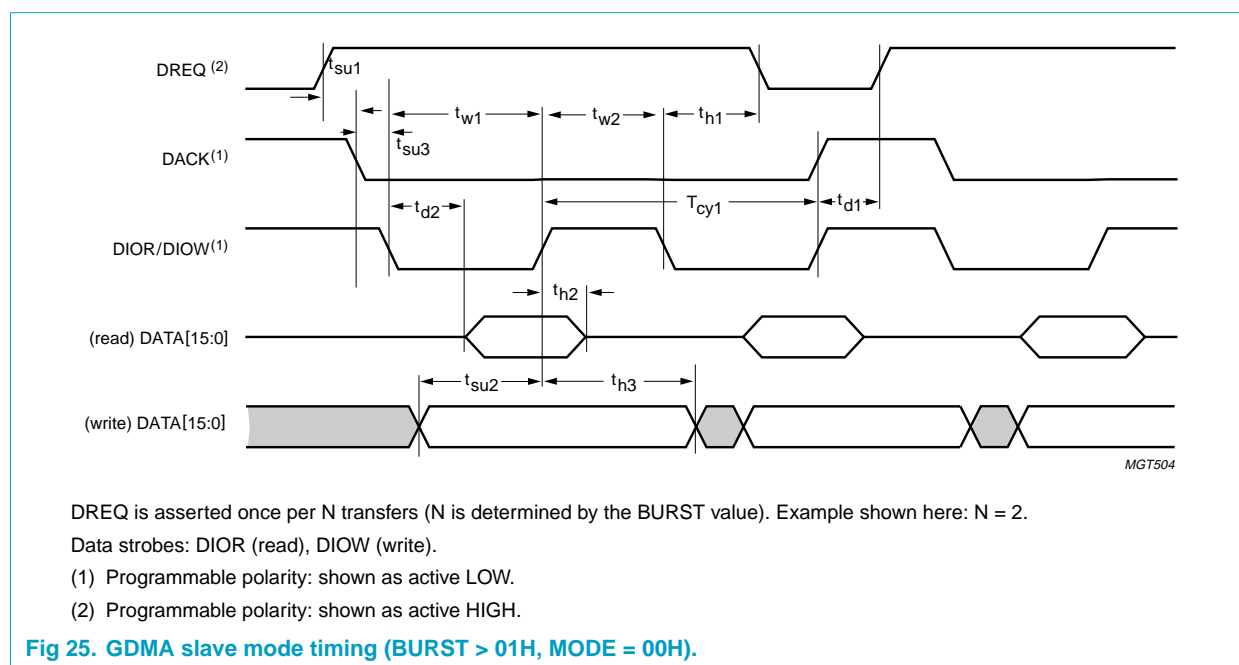 DREQ (2)
tsu1
tw1
tw2
th1
DACK(1)
tsu3
Tcy1
td1
td2
DIOR/DIOW(1)
th2
(read) DATA[15:0]
tsu2
th3
(write) DATA[15:0]
MGT504
DREQ is asserted once per N transfers (N is determined by the BURST value). Example shown here: N = 2.
Data strobes: DIOR (read), DIOW (write).
(1) Programmable polarity: shown as active LOW.
(2) Programmable polarity: shown as active HIGH.
Fig 25. GDMA slave mode timing (BURST > 01H, MODE = 00H).